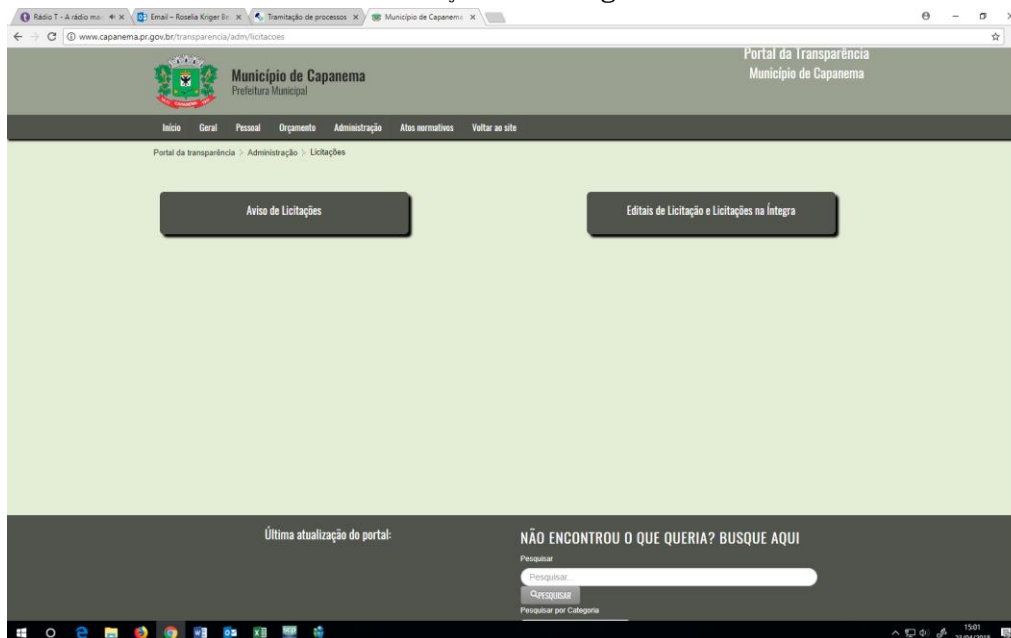 Rádio T - A rádio ma
Email – Roselia Kriger Be
Tramitação de processos
Município de Capanema
www.capanema.pr.gov.br/transparencia/adm/licitacoes
Portal da Transparência
Município de Capanema
Município de Capanema
Prefeitura Municipal
Início Geral Pessoal Orçamento Administração Atos normativos Voltar ao site
Portal da transparência > Administração > Licitações
Aviso de Licitações
Editais de Licitação e Licitações na Íntegra
Última atualização do portal:
NÃO ENCONTROU O QUE QUERIA? BUSQUE AQUI
Pesquisar
Pesquisar...
PESQUISAR
Pesquisar por Categoria
15:01